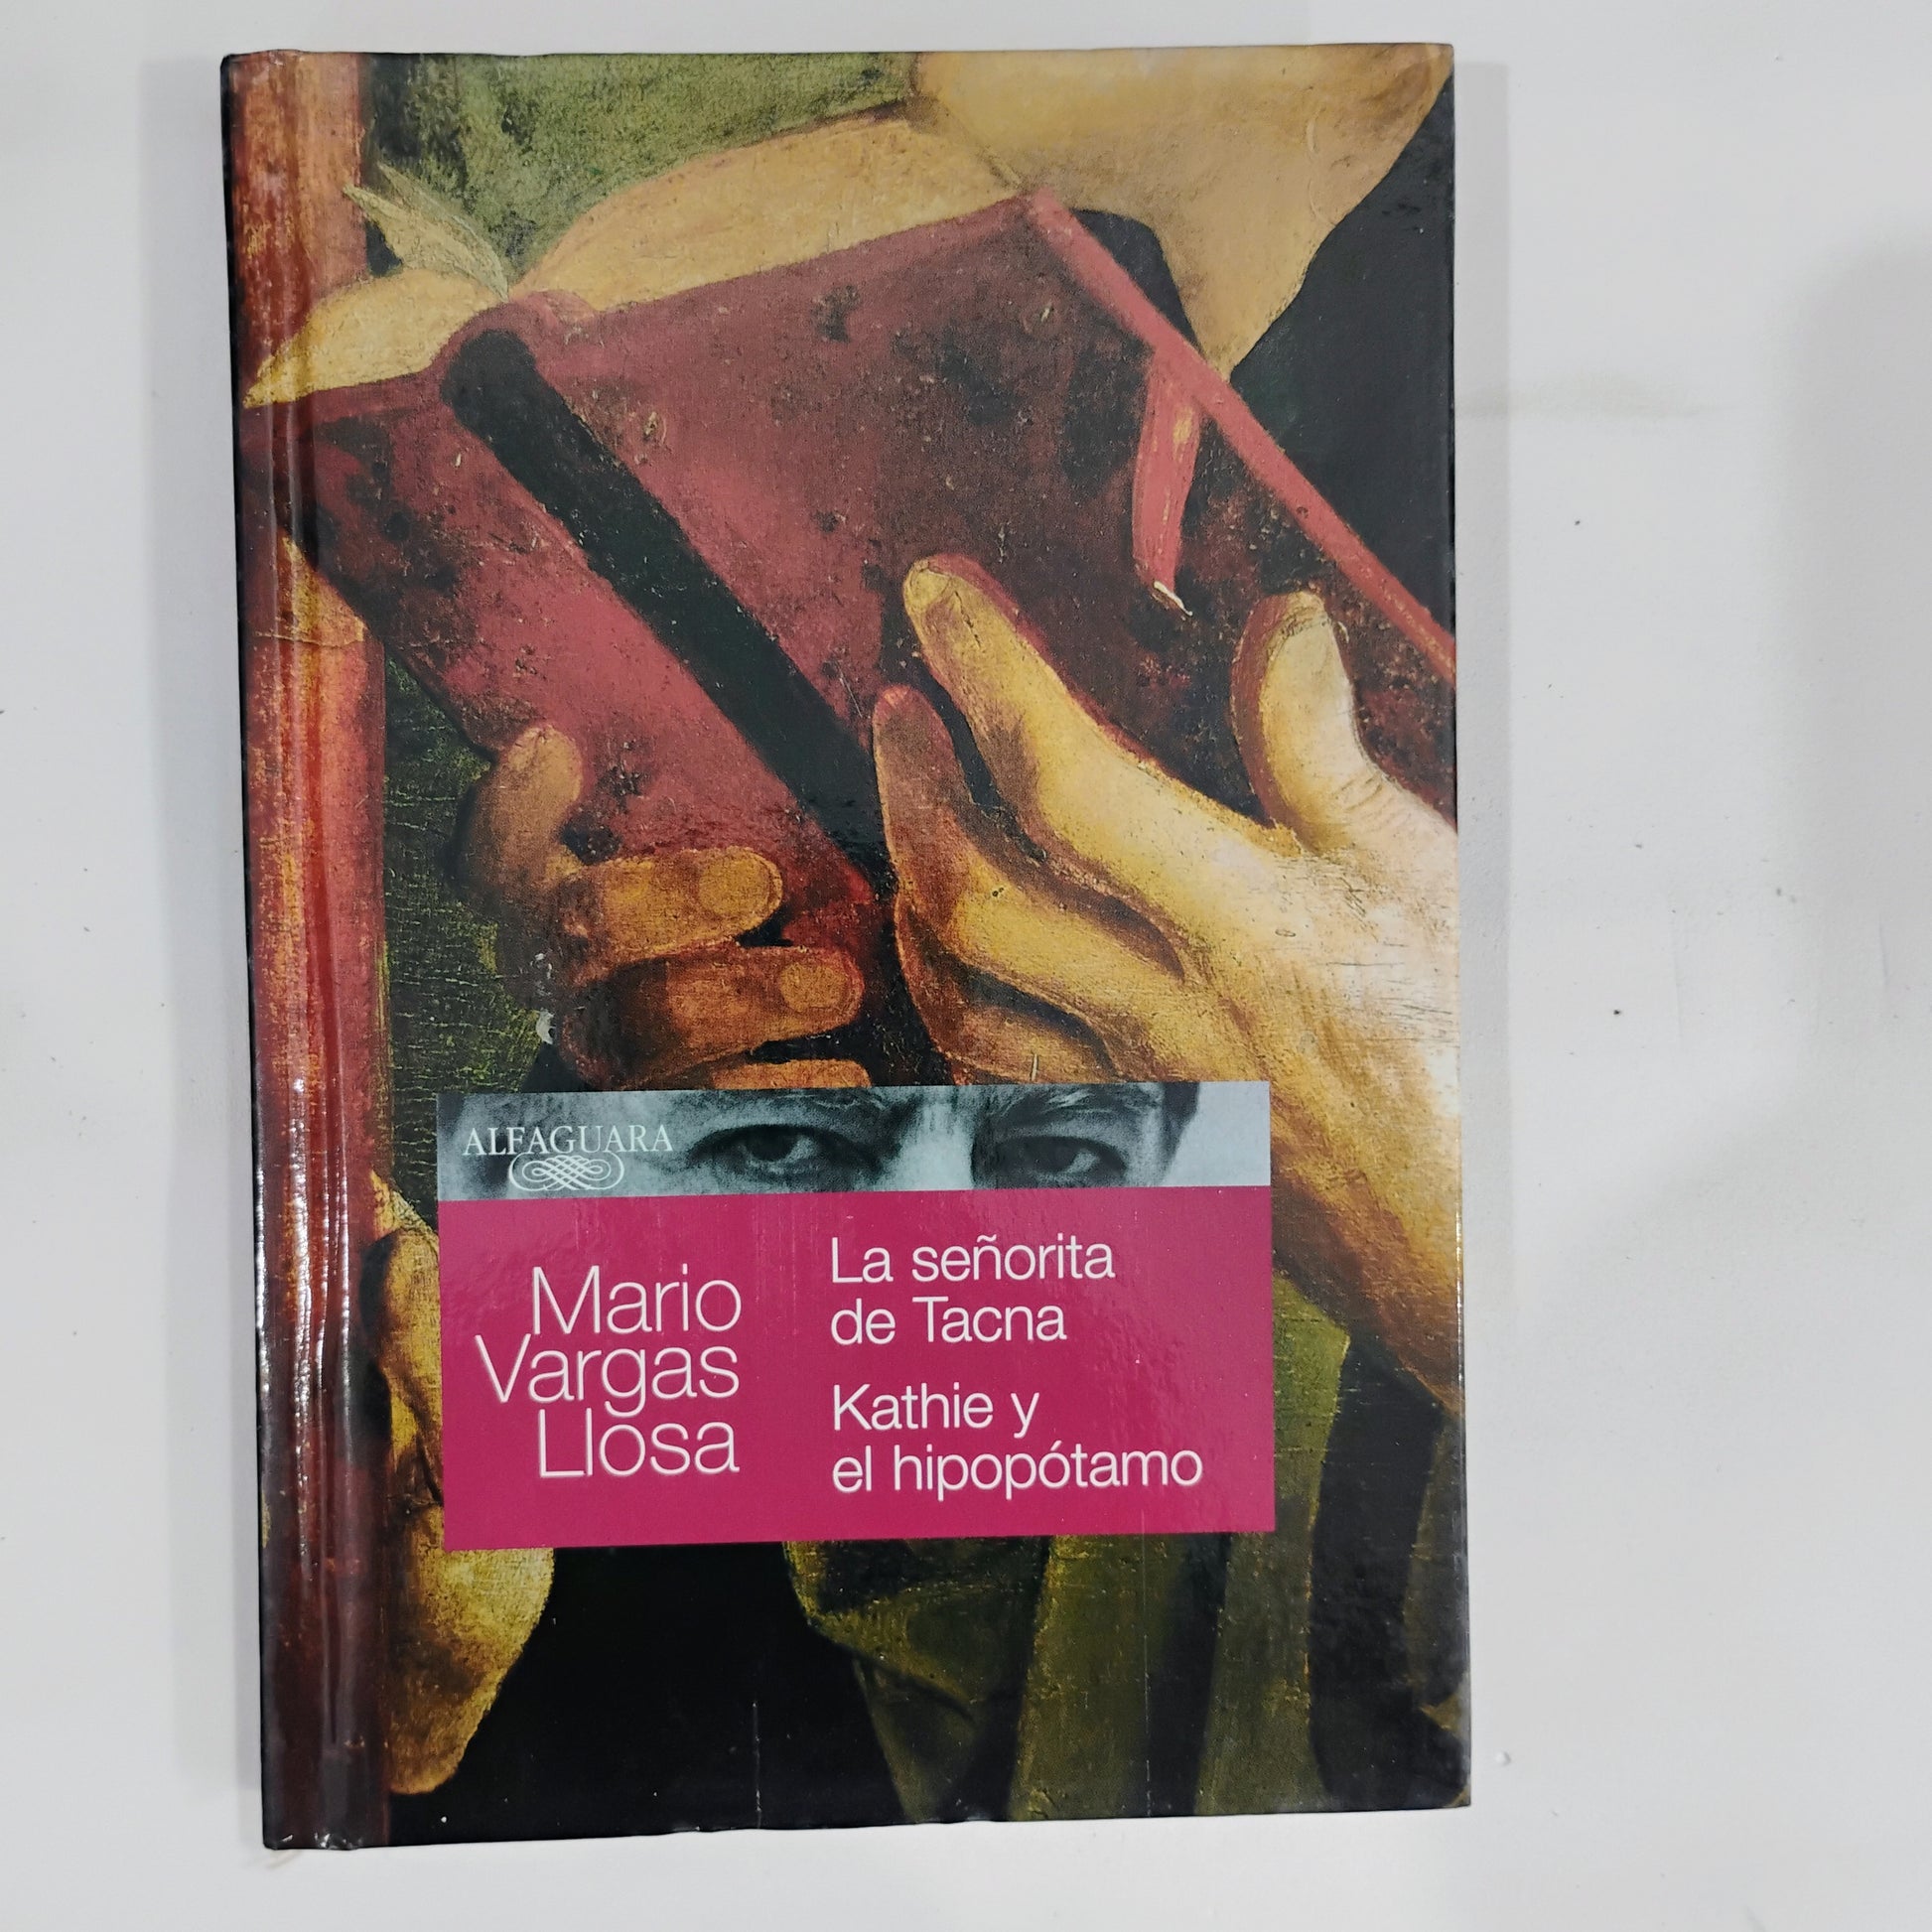 ALFAGUARA
Mario
Vargas
Llosa
La señorita
de Tacna
Kathie y
el hipopótamo